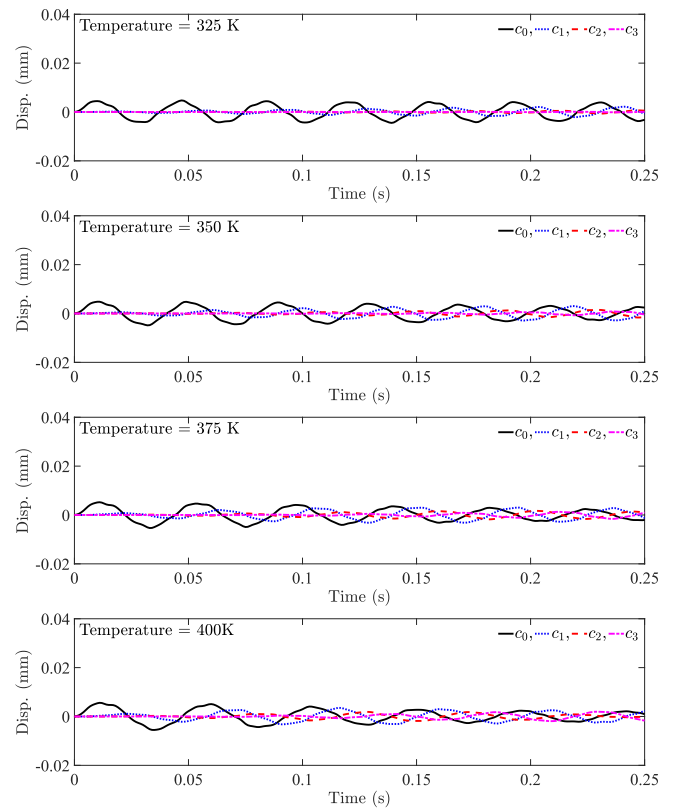 0.04
Temperature = 325 K
c₀, c₁, c₂, c₃
0.02
0
-0.02
Disp. (mm)
0 0.05 0.1 0.15 0.2 0.25
Time (s)
0.04
Temperature = 350 K
c₀, c₁, c₂, c₃
0.02
0
-0.02
Disp. (mm)
0 0.05 0.1 0.15 0.2 0.25
Time (s)
0.04
Temperature = 375 K
c₀, c₁, c₂, c₃
0.02
0
-0.02
Disp. (mm)
0 0.05 0.1 0.15 0.2 0.25
Time (s)
0.04
Temperature = 400K
c₀, c₁, c₂, c₃
0.02
0
-0.02
Disp. (mm)
0 0.05 0.1 0.15 0.2 0.25
Time (s)